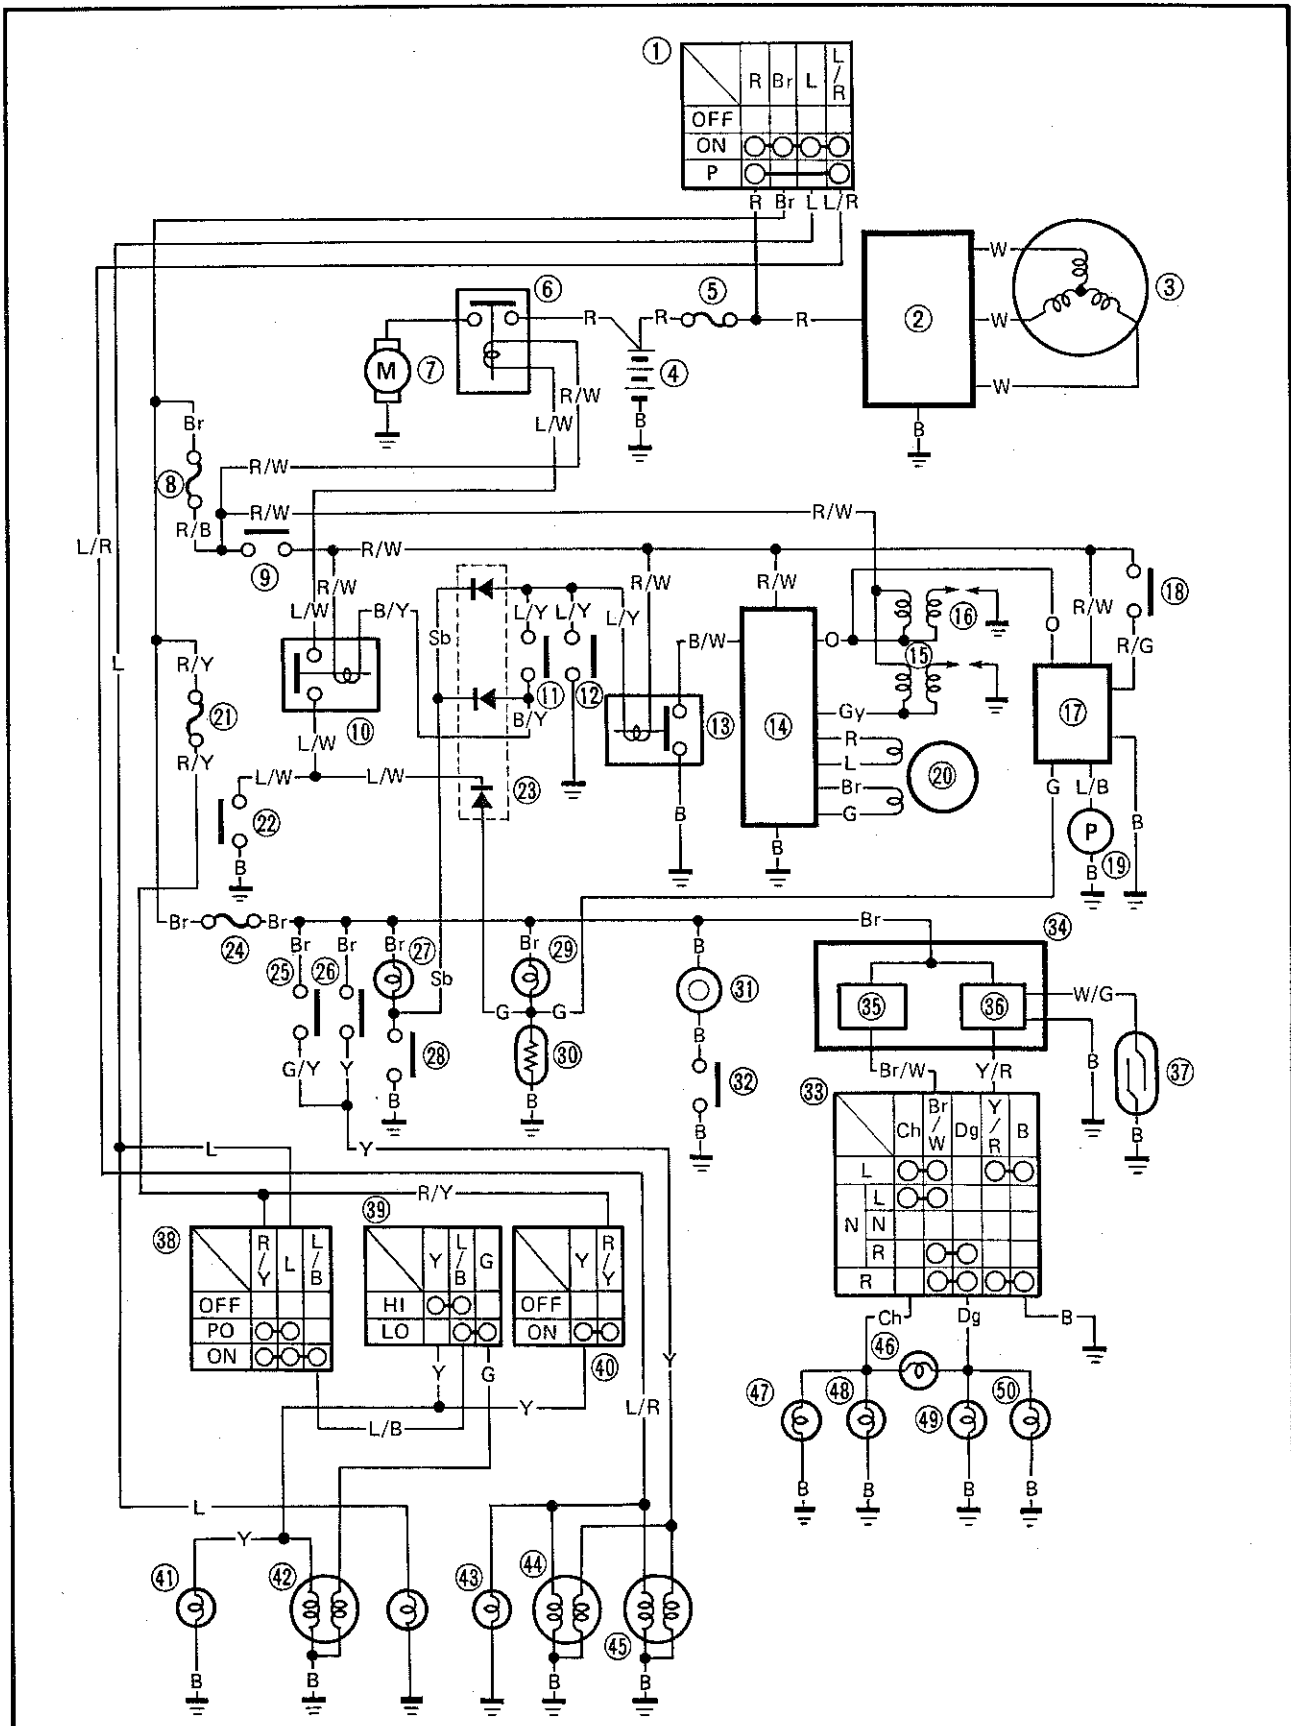 ① R Br L L/R
OFF
ON
P
R Br L L/R
② W ③
R ⑤ R W
W
B
⑥ R ④ B
M ⑦ R/W
L/W
Br
⑧ R/W
R/B R/W R/W
L/R ⑨ R/W
R/W L/W B/Y
Sb L/Y L/Y L/Y R/W R/W
B/W O ⑯ O R/W ⑱
R/G
L R/Y ⑩ ⑪ ⑫ ⑬ ⑭ ⑮ ⑰
B/Y Gy
㉑ L/W R
R/Y L
L/W L/W ㉓ Br ⑳ G L/B
G P
㉒ B B B ⑲ B B
Br ㉔ Br Br ㉞
Br Br Br ㉗ Br ㉙ B
㉕ ㉖ Sb ㉛ ㉟ ㊱ W/G
G G
G/Y Y ㉘ ㉚ B ㉜ Br/W Y/R B ㊲
B B B B
㉝ Ch Br/W Dg Y/R B
L
N L
N
R
R
L Y
R/Y
㊳ R/Y L L/B
OFF
PO
ON
㊴ Y L/B G
HI
LO
Y R/Y
OFF
ON
㊵
Ch Dg B
㊻
Y G Y L/R
L/B Y
㊼ ㊽ ㊾ ㊿
B B B B
L
Y
㊶ ㊷ ㊸ ㊹ ㊺
B B B B